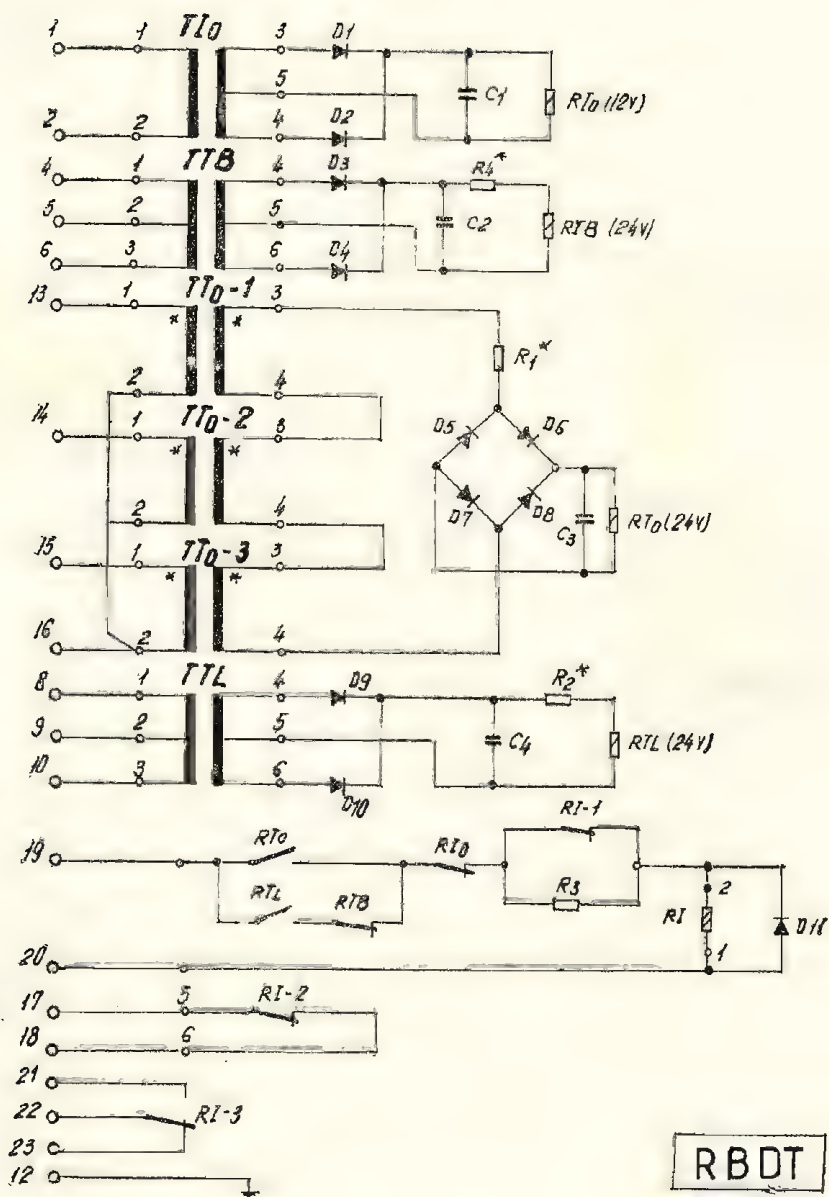 1 1 TIo 3 D1
5 C1 RIo (12V)
2 2 4 D2
TTB
4 1 4 D3 R4*
5 2 5 C2 RTB (24V)
6 3 6 D4
TTo-1
13 1 * * 3
R1*
2 4
TTo-2
14 1 * * 3 D5 D6
2 4 D7 D8 C3 RTo (24V)
TTo-3
15 1 * * 3
16 2 4
TTL
8 1 4 D9 R2*
9 2 5 C4 RTL (24V)
10 3 6 D10
RI-1
19 RTo RIo
R3 2
RTL RTB RI D18
1
20
17 5 RI-2
18 6
21
22 RI-3
23
12
RBDT